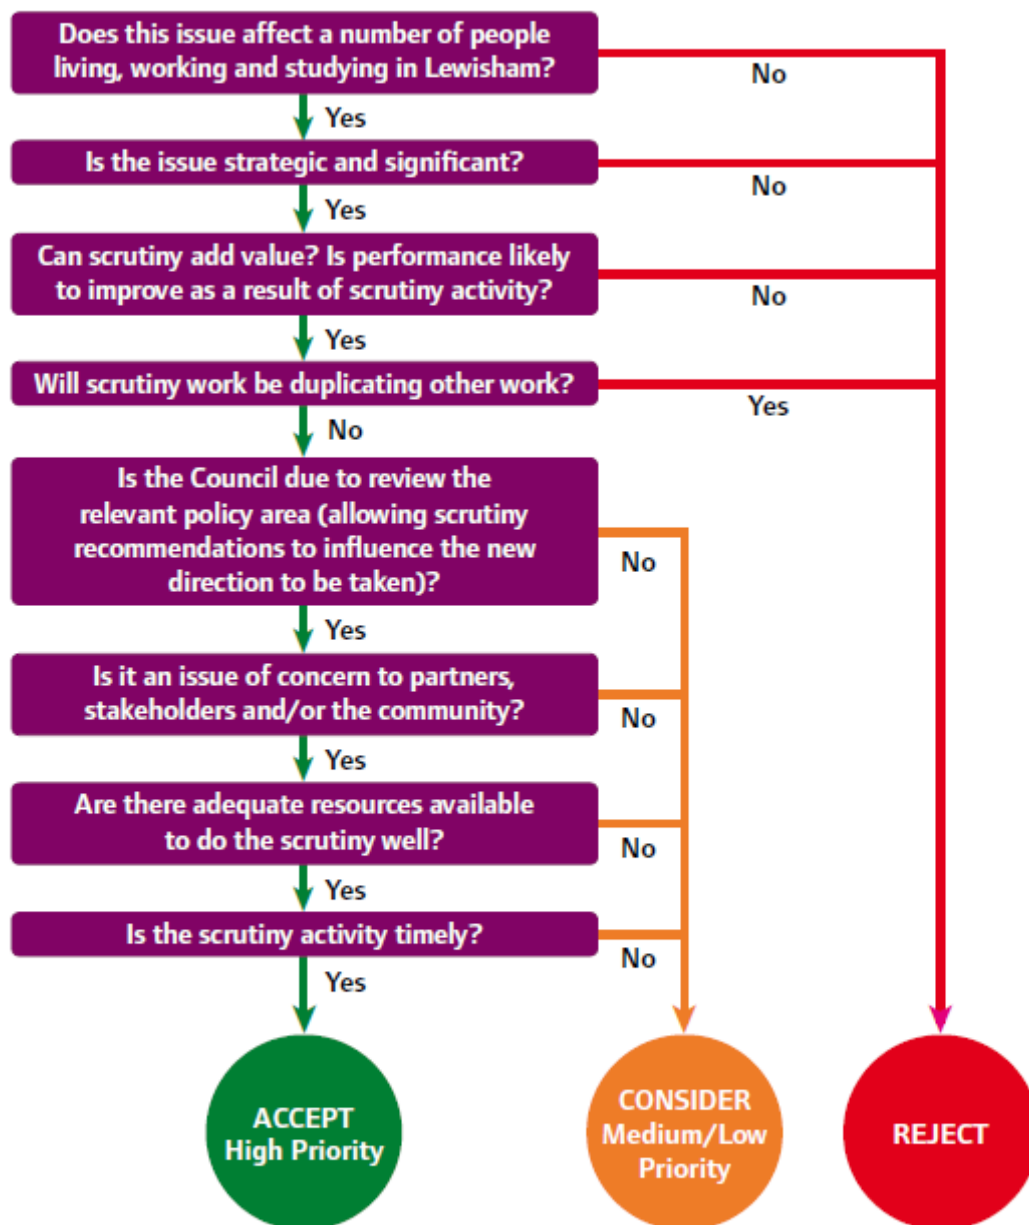 Does this issue affect a number of people
living, working and studying in Lewisham?
No
Yes
Is the issue strategic and significant?
No
Yes
Can scrutiny add value? Is performance likely
to improve as a result of scrutiny activity?
No
Yes
Will scrutiny work be duplicating other work?
Yes
No
Is the Council due to review the
relevant policy area (allowing scrutiny
recommendations to influence the new
direction to be taken)?
No
Yes
Is it an issue of concern to partners,
stakeholders and/or the community?
No
Yes
Are there adequate resources available
to do the scrutiny well?
No
Yes
Is the scrutiny activity timely?
No
Yes
ACCEPT
High Priority
CONSIDER
Medium/Low
Priority
REJECT